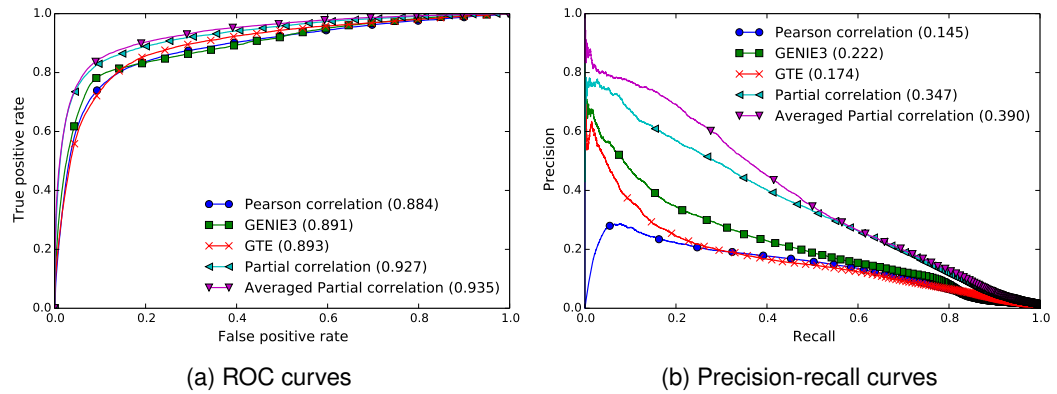 1.0
0.8
0.6
0.4
0.2
0.0
True positive rate
Pearson correlation (0.884)
GENIE3 (0.891)
GTE (0.893)
Partial correlation (0.927)
Averaged Partial correlation (0.935)
0.0 0.2 0.4 0.6 0.8 1.0
False positive rate
(a) ROC curves
1.0
0.8
0.6
0.4
0.2
0.0
Precision
Pearson correlation (0.145)
GENIE3 (0.222)
GTE (0.174)
Partial correlation (0.347)
Averaged Partial correlation (0.390)
0.0 0.2 0.4 0.6 0.8 1.0
Recall
(b) Precision-recall curves